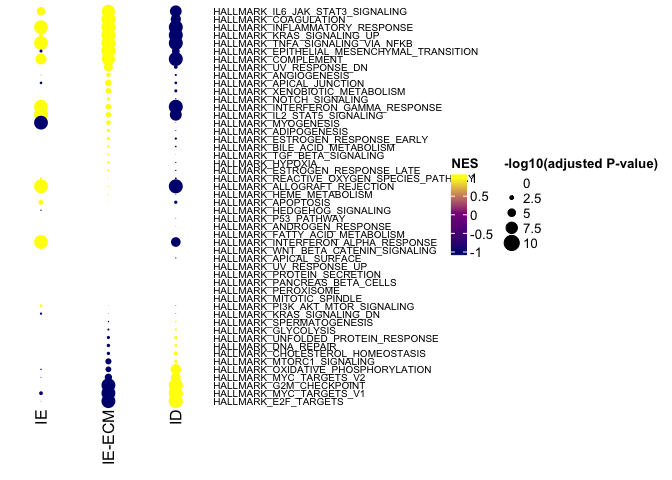 HALLMARK_IL6_JAK_STAT3_SIGNALING
HALLMARK_COAGULATION
HALLMARK_INFLAMMATORY_RESPONSE
HALLMARK_KRAS_SIGNALING_UP
HALLMARK_TNFA_SIGNALING_VIA_NFKB
HALLMARK_EPITHELIAL_MESENCHYMAL_TRANSITION
HALLMARK_COMPLEMENT
HALLMARK_UV_RESPONSE_DN
HALLMARK_ANGIOGENESIS
HALLMARK_APICAL_JUNCTION
HALLMARK_XENOBIOTIC_METABOLISM
HALLMARK_NOTCH_SIGNALING
HALLMARK_INTERFERON_GAMMA_RESPONSE
HALLMARK_IL2_STAT5_SIGNALING
HALLMARK_MYOGENESIS
HALLMARK_ADIPOGENESIS
HALLMARK_ESTROGEN_RESPONSE_EARLY
HALLMARK_BILE_ACID_METABOLISM
HALLMARK_TGF_BETA_SIGNALING
HALLMARK_HYPOXIA
HALLMARK_ESTROGEN_RESPONSE_LATE
HALLMARK_REACTIVE_OXYGEN_SPECIES_PATHWAY
HALLMARK_ALLOGRAFT_REJECTION
HALLMARK_HEME_METABOLISM
HALLMARK_APOPTOSIS
HALLMARK_HEDGEHOG_SIGNALING
HALLMARK_P53_PATHWAY
HALLMARK_ANDROGEN_RESPONSE
HALLMARK_FATTY_ACID_METABOLISM
HALLMARK_INTERFERON_ALPHA_RESPONSE
HALLMARK_WNT_BETA_CATENIN_SIGNALING
HALLMARK_APICAL_SURFACE
HALLMARK_UV_RESPONSE_UP
HALLMARK_PROTEIN_SECRETION
HALLMARK_PANCREAS_BETA_CELLS
HALLMARK_PEROXISOME
HALLMARK_MITOTIC_SPINDLE
HALLMARK_PI3K_AKT_MTOR_SIGNALING
HALLMARK_KRAS_SIGNALING_DN
HALLMARK_SPERMATOGENESIS
HALLMARK_GLYCOLYSIS
HALLMARK_UNFOLDED_PROTEIN_RESPONSE
HALLMARK_DNA_REPAIR
HALLMARK_CHOLESTEROL_HOMEOSTASIS
HALLMARK_MTORC1_SIGNALING
HALLMARK_OXIDATIVE_PHOSPHORYLATION
HALLMARK_MYC_TARGETS_V2
HALLMARK_G2M_CHECKPOINT
HALLMARK_MYC_TARGETS_V1
HALLMARK_E2F_TARGETS
IE
IE-ECM
ID
NES
1
0.5
0
-0.5
-1
-log10(adjusted P-value)
0
2.5
5
7.5
10